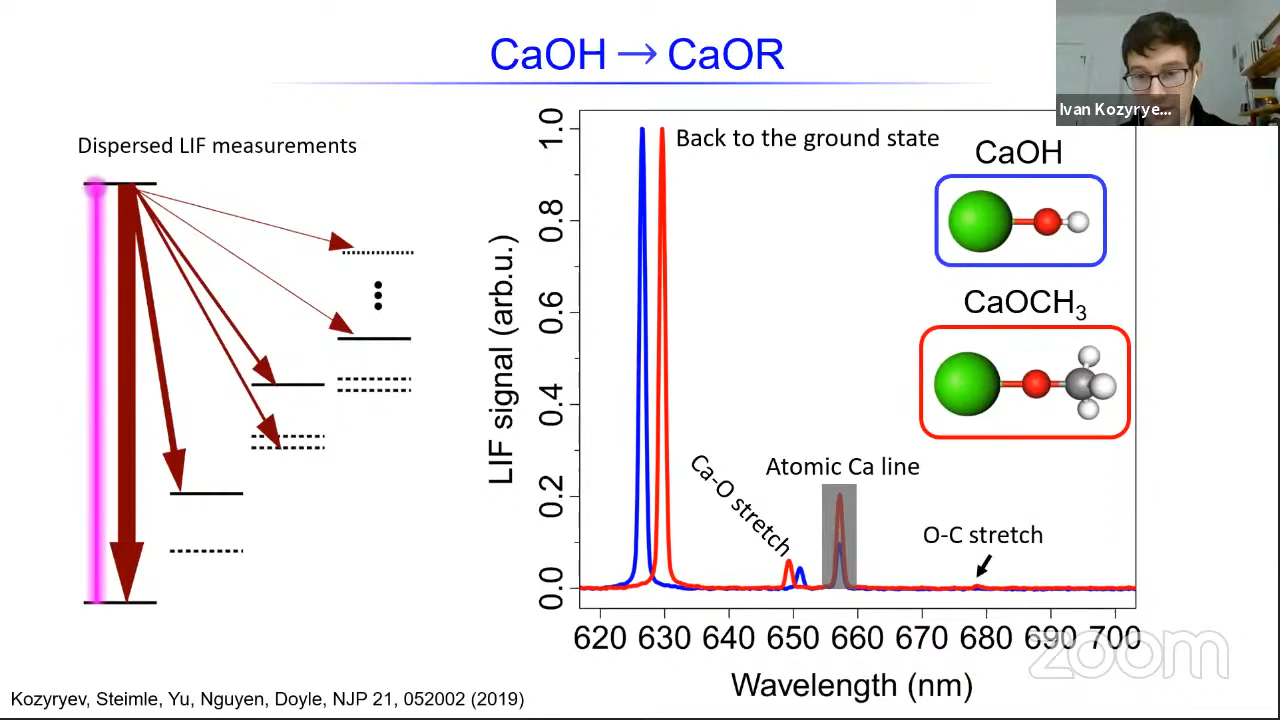 CaOH → CaOR
Ivan Kozyrye...
Dispersed LIF measurements
Back to the ground state
CaOH
CaOCH₃
Ca-O stretch
Atomic Ca line
O-C stretch
LIF signal (arb.u.)
1.0
0.8
0.6
0.4
0.2
0.0
620 630 640 650 660 670 680 690 700
Wavelength (nm)
zoom
Kozyryev, Steimle, Yu, Nguyen, Doyle, NJP 21, 052002 (2019)